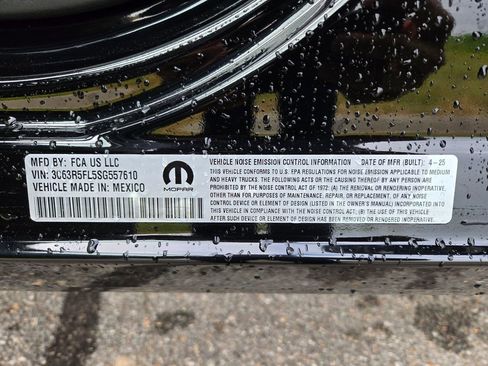 MFD BY: FCA US LLC
VIN: 3C63R5FL5SG557610
VEHICLE MADE IN: MEXICO
MOPAR
VEHICLE NOISE EMISSION CONTROL INFORMATION DATE OF MFR (BUILT): 4-25
THIS VEHICLE CONFORMS TO U.S. EPA REGULATIONS FOR NOISE EMISSION APPLICABLE TO MEDIUM
AND HEAVY TRUCKS. THE FOLLOWING ACTS OR THE CAUSING THEREOF BY ANY PERSON ARE
PROHIBITED BY THE NOISE CONTROL ACT OF 1972: (A) THE REMOVAL OR RENDERING INOPERATIVE,
OTHER THAN FOR PURPOSES OF MAINTENANCE, REPAIR, OR REPLACEMENT, OF ANY NOISE
CONTROL DEVICE OR ELEMENT OF DESIGN (LISTED IN THE OWNER'S MANUAL) INCORPORATED INTO
THIS VEHICLE IN COMPLIANCE WITH THE NOISE CONTROL ACT; (B) THE USE OF THIS VEHICLE
AFTER SUCH DEVICE OR ELEMENT OF DESIGN HAS BEEN REMOVED OR RENDERED INOPERATIVE.